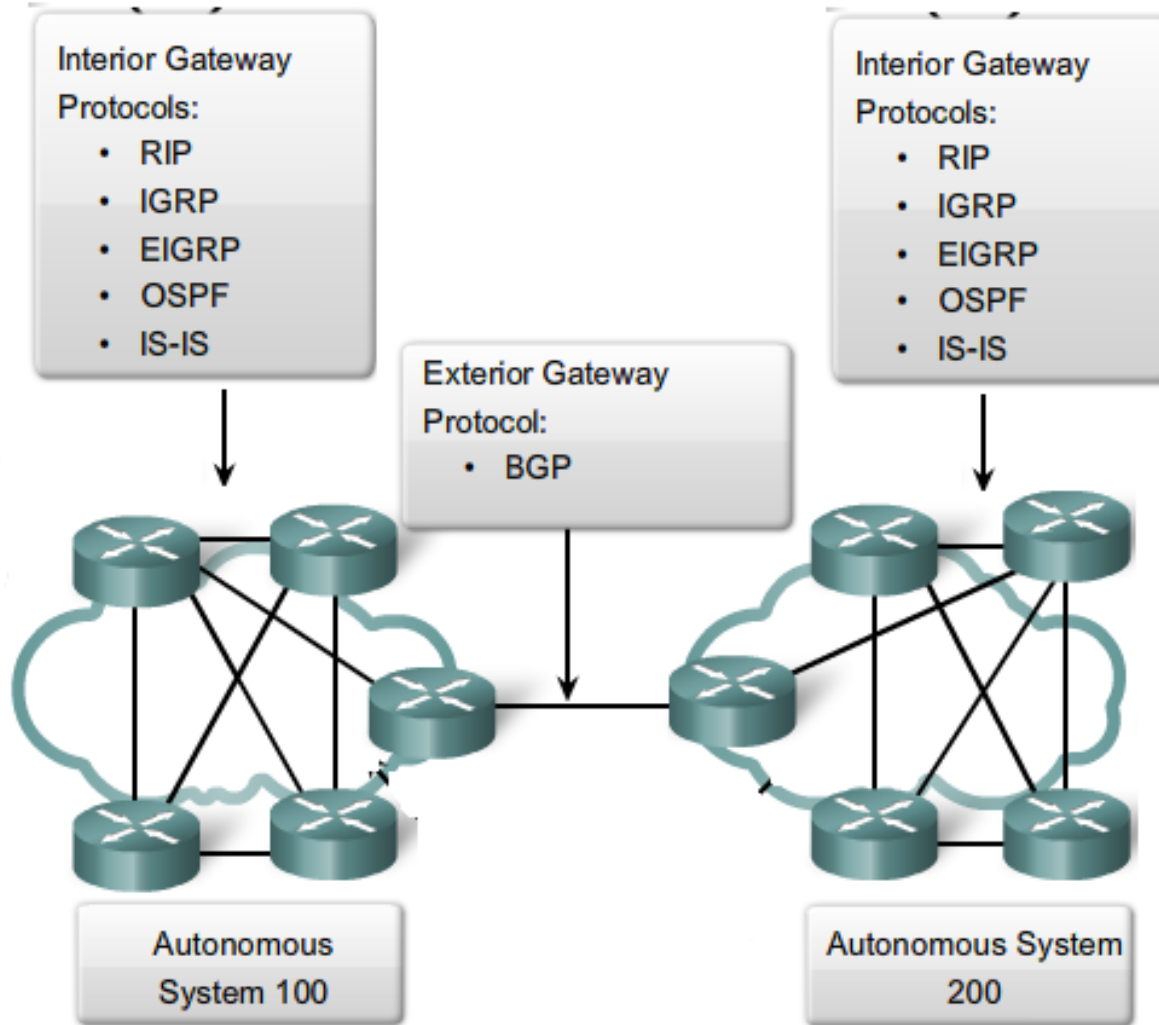 Interior Gateway
Protocols:
• RIP
• IGRP
• EIGRP
• OSPF
• IS-IS
Interior Gateway
Protocols:
• RIP
• IGRP
• EIGRP
• OSPF
• IS-IS
Exterior Gateway
Protocol:
• BGP
Autonomous
System 100
Autonomous System
200